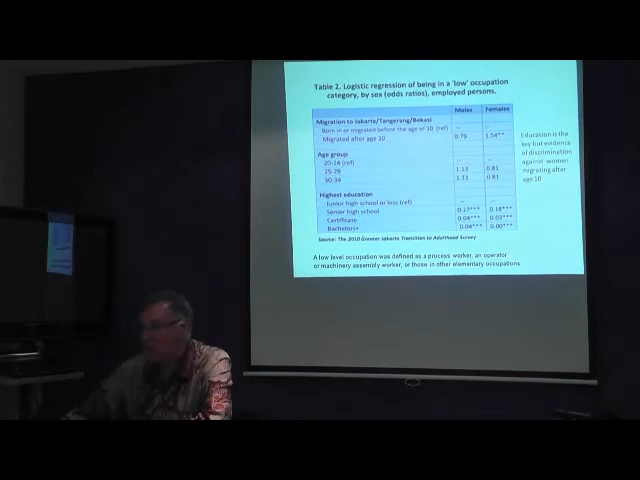 Table 2. Logistic regression of being in a 'low' occupation
category, by sex (odds ratios), employed persons.
Males Females
Migration to Jakarta/Tangerang/Bekasi
Born in or migrated before the age of 10 (ref) -- --
Migrated after age 10 0.79 1.54**
Age group
20-24 (ref) -- --
25-29 1.13 0.81
30-34 1.11 0.81
Highest education
Junior high school or less (ref) -- --
Senior high school 0.27*** 0.18***
Certificate 0.04*** 0.03***
Bachelors+ 0.04*** 0.00***
Source: The 2010 Greater Jakarta Transition to Adulthood Survey
Education is the
key but evidence
of discrimination
against women
migrating after
age 10
A low level occupation was defined as a process worker, an operator
or machinery assembly worker, or those in other elementary occupations